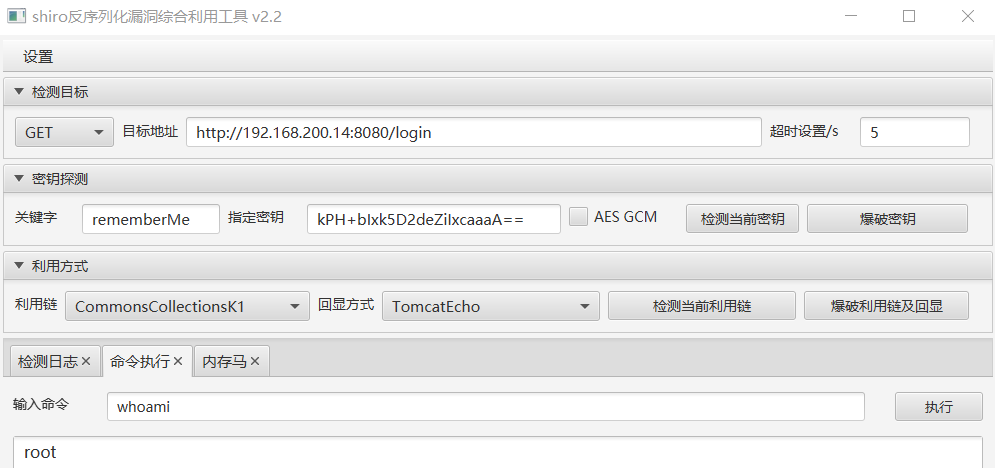 shiro反序列化漏洞综合利用工具 v2.2
设置
检测目标
GET 目标地址 http://192.168.200.14:8080/login 超时设置/s 5
密钥探测
关键字 rememberMe 指定密钥 kPH+bIxk5D2deZiIxcaaaA== AES GCM 检测当前密钥 爆破密钥
利用方式
利用链 CommonsCollectionsK1 回显方式 TomcatEcho 检测当前利用链 爆破利用链及回显
检测日志 命令执行 内存马
输入命令 whoami 执行
root